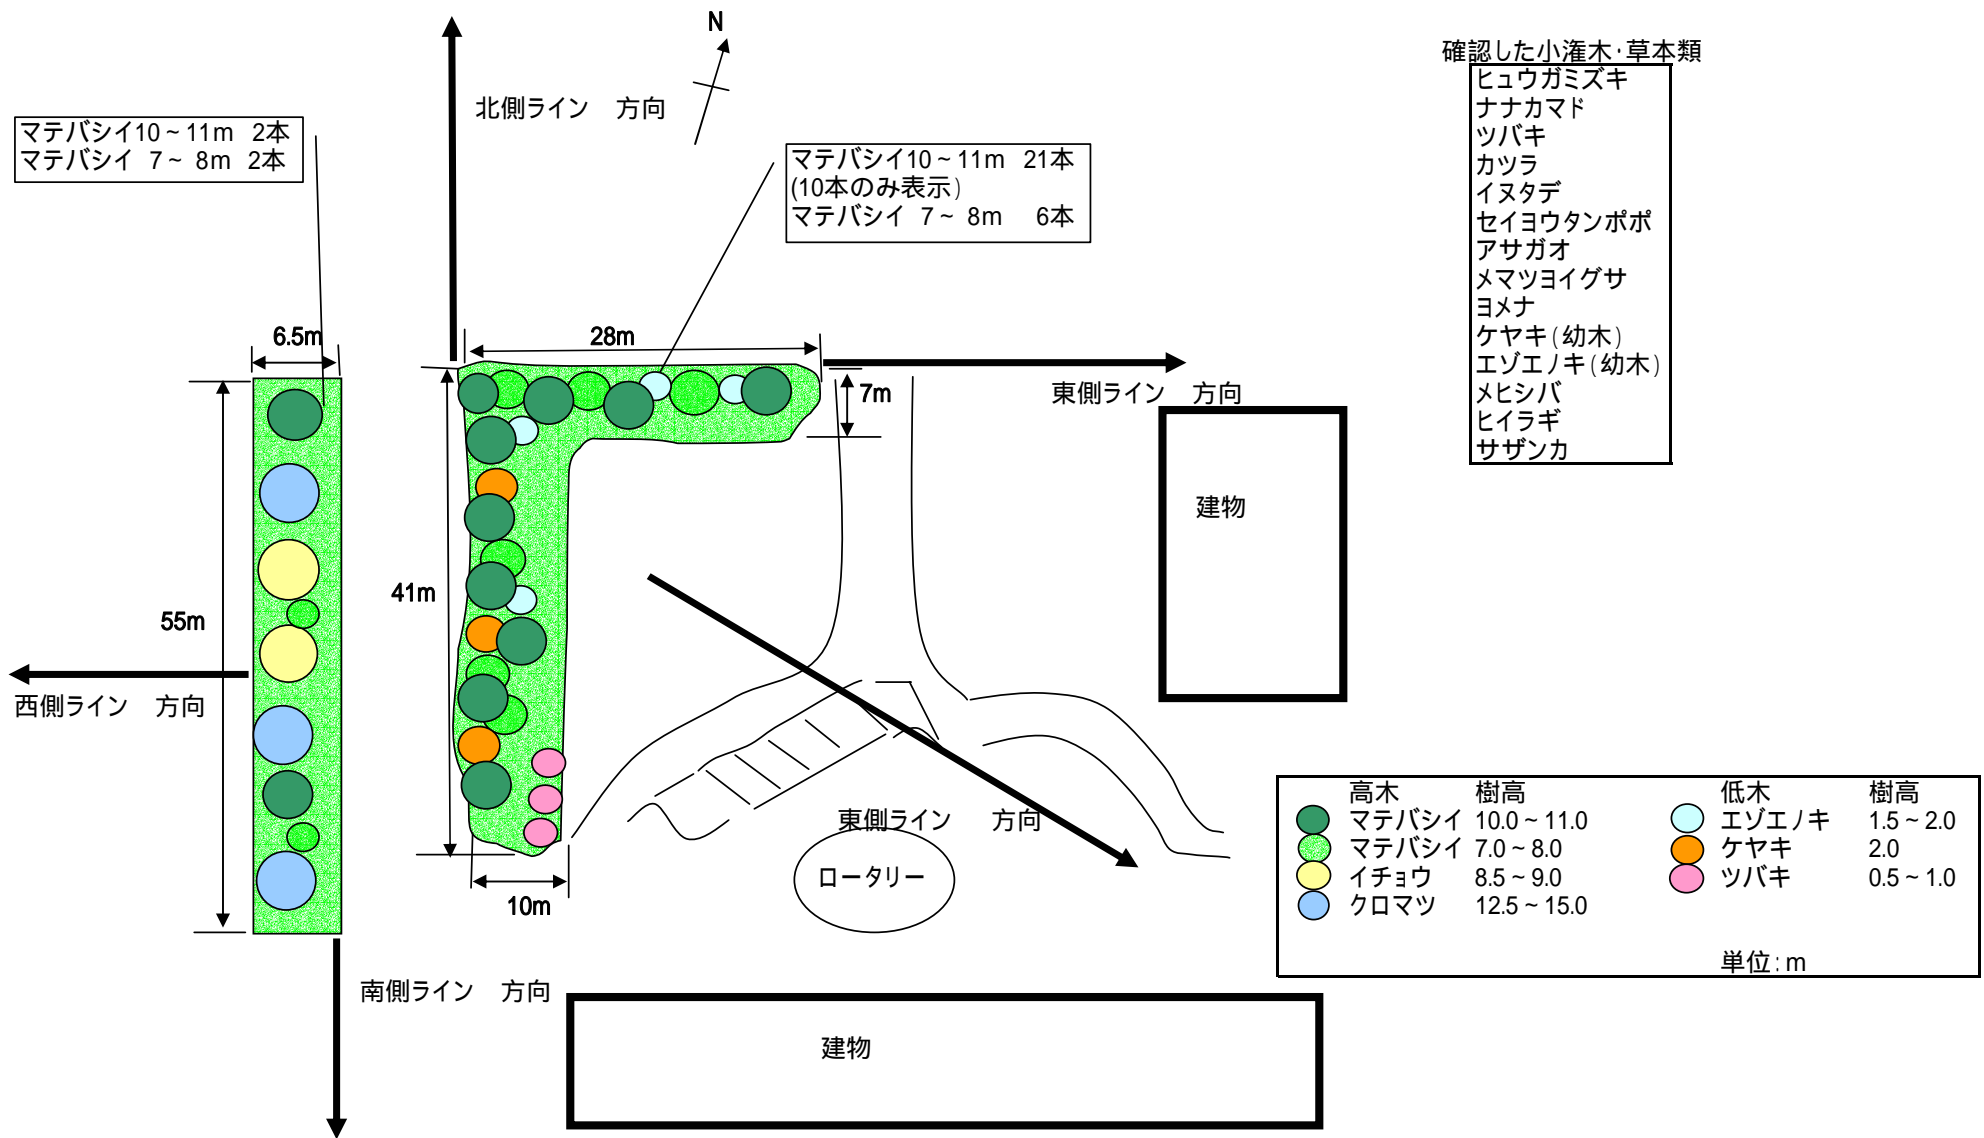 N
確認した小潅木・草本類
ヒュウガミズキ
ナナカマド
ツバキ
カツラ
イヌタデ
セイヨウタンポポ
アサガオ
メマツヨイグサ
ヨメナ
ケヤキ(幼木)
エゾエノキ(幼木)
メヒシバ
ヒイラギ
サザンカ
北側ライン 方向
マテバシイ10~11m 2本
マテバシイ 7~ 8m 2本
マテバシイ10~11m 21本
(10本のみ表示)
マテバシイ 7~ 8m 6本
6.5m
28m
7m
東側ライン 方向
建物
41m
55m
西側ライン 方向
東側ライン 方向
ロータリー
10m
南側ライン 方向
建物
高木 樹高 低木 樹高
マテバシイ 10.0~11.0 エゾエノキ 1.5~2.0
マテバシイ 7.0~8.0 ケヤキ 2.0
イチョウ 8.5~9.0 ツバキ 0.5~1.0
クロマツ 12.5~15.0
単位:m